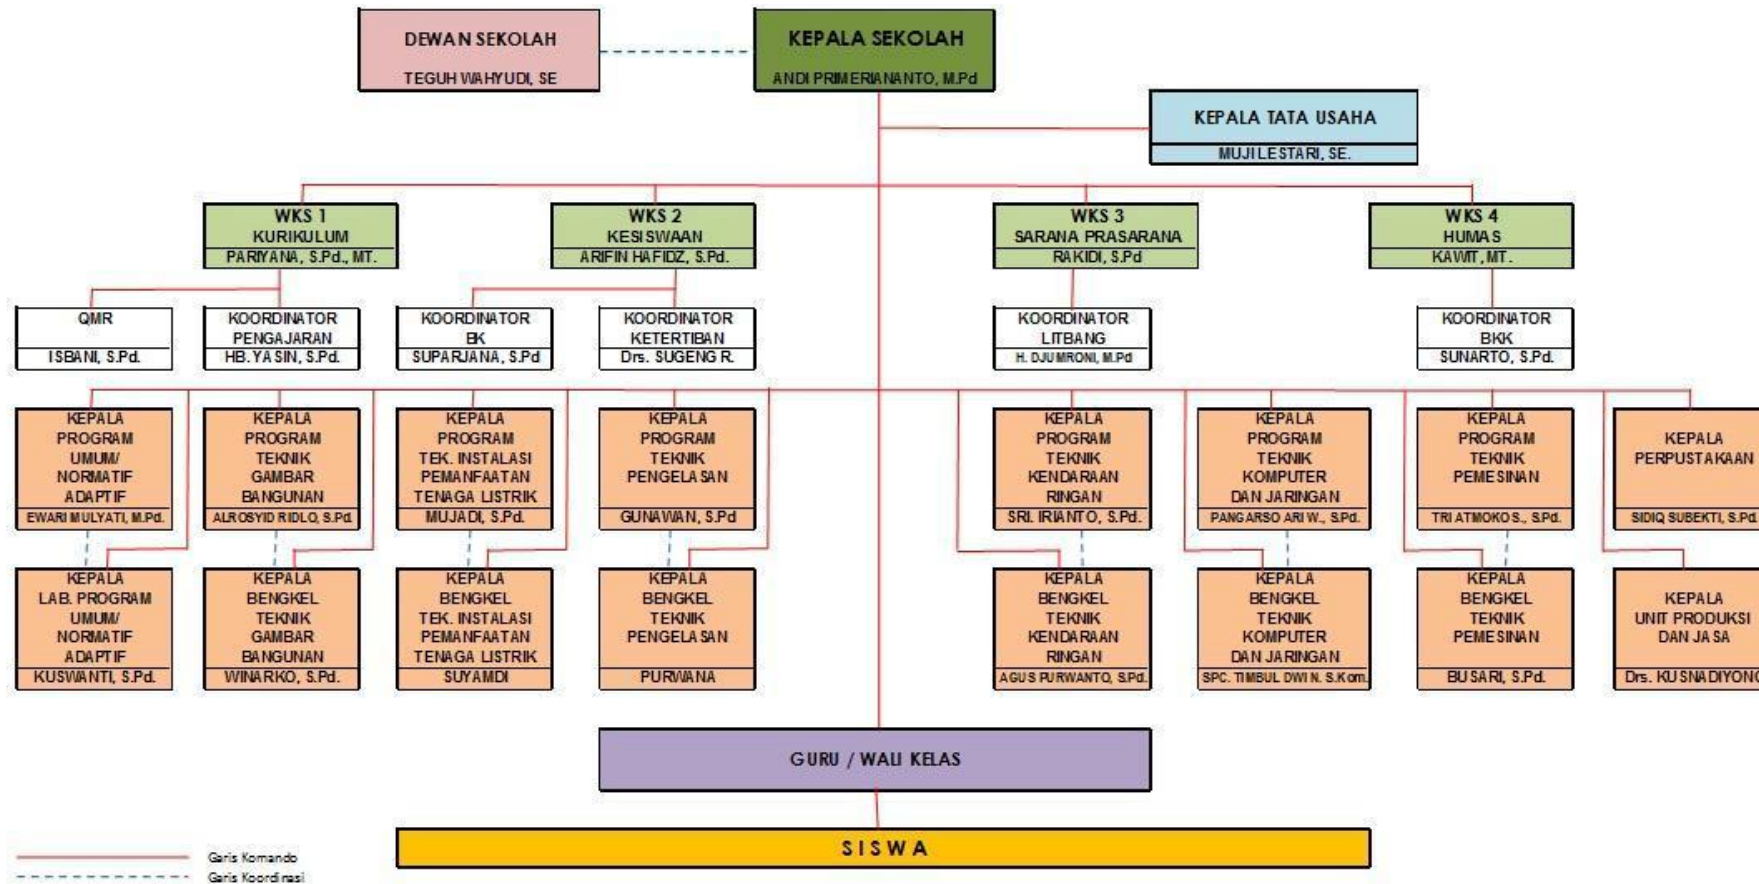 DEWAN SEKOLAH
TEGUH WAHYUDI, SE
KEPALA SEKOLAH
ANDI PRIMERIANANTO, M.Pd
KEPALA TATA USAHA
MUJI LESTARI, SE.
WKS 1
KURIKULUM
PARIYANA, S.Pd., MT.
WKS 2
KESISWAAN
ARIFIN HAFIDZ, S.Pd.
WKS 3
SARANA PRASARANA
RAKIDI, S.Pd
WKS 4
HUMAS
KAWIT, MT.
QMR
ISBANI, S.Pd.
KOORDINATOR
PENGAJARAN
HB. YASIN, S.Pd.
KOORDINATOR
BK
SUPARJANA, S.Pd
KOORDINATOR
KETERTIBAN
Drs. SUGENG R.
KOORDINATOR
LITBANG
H. DJUMRONI, M.Pd
KOORDINATOR
BKK
SUNARTO, S.Pd.
KEPALA
PROGRAM
UMUM/
NORMATIF
ADAPTIF
EWARI MULYATI, M.Pd.
KEPALA
PROGRAM
TEKNIK
GAMBAR
BANGUNAN
ALROSYID RIDLO, S.Pd.
KEPALA
PROGRAM
TEK. INSTALASI
PEMANFAATAN
TENAGA LISTRIK
MUJADI, S.Pd.
KEPALA
PROGRAM
TEKNIK
PENGELASAN
GUNAWAN, S.Pd
KEPALA
PROGRAM
TEKNIK
KENDARAAN
RINGAN
SRI. IRIANTO, S.Pd.
KEPALA
PROGRAM
TEKNIK
KOMPUTER
DAN JARINGAN
PANGARSO ARI W., S.Pd.
KEPALA
PROGRAM
TEKNIK
PEMESINAN
TRI ATMOKO S., S.Pd.
KEPALA
PERPUSTAKAAN
SIDIQ SUBEKTI, S.Pd.
KEPALA
LAB. PROGRAM
UMUM/
NORMATIF
ADAPTIF
KUSWANTI, S.Pd.
KEPALA
BENGKEL
TEKNIK
GAMBAR
BANGUNAN
WINARKO, S.Pd.
KEPALA
BENGKEL
TEK. INSTALASI
PEMANFAATAN
TENAGA LISTRIK
SUYAMDI
KEPALA
BENGKEL
TEKNIK
PENGELASAN
PURWANA
KEPALA
BENGKEL
TEKNIK
KENDARAAN
RINGAN
AGUS PURWANTO, S.Pd.
KEPALA
BENGKEL
TEKNIK
KOMPUTER
DAN JARINGAN
SPC. TIMBUL DWI N. S.Kom.
KEPALA
BENGKEL
TEKNIK
PEMESINAN
BUSARI, S.Pd.
KEPALA
UNIT PRODUKSI
DAN JASA
Drs. KUSNADIYONO
GURU / WALI KELAS
SISWA
Garis Komando
Garis Koordinasi